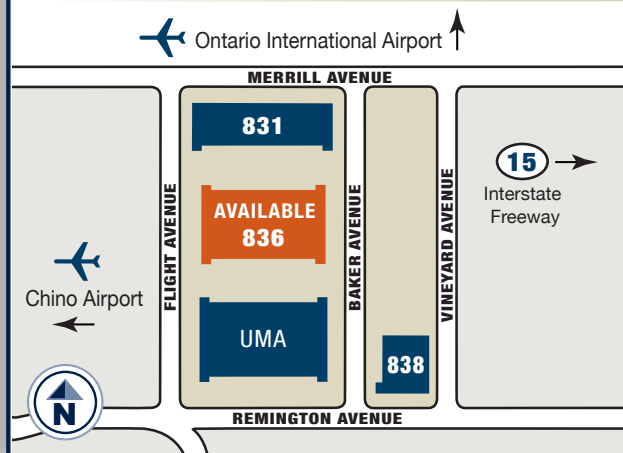 Ontario International Airport
MERRILL AVENUE
831
AVAILABLE
836
UMA
838
FLIGHT AVENUE
BAKER AVENUE
VINEYARD AVENUE
15
Interstate
Freeway
Chino Airport
N
REMINGTON AVENUE